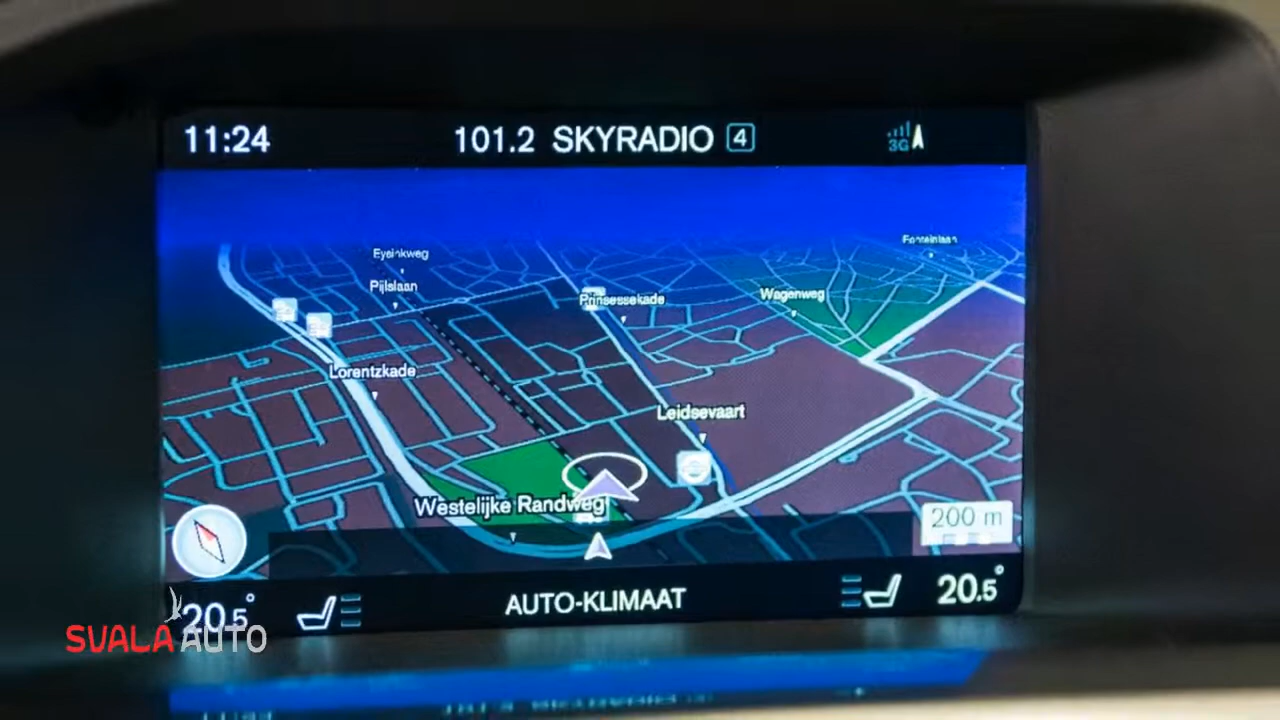 11:24
101.2 SKYRADIO 4
3G
Eysinkweg
Fonteinlaan
Pijlslaan
Prinsessekade
Wagenweg
Lorentzkade
Leidsevaart
Westelijke Randweg
200 m
20.5°
AUTO-KLIMAAT
20.5°
SVALA AUTO